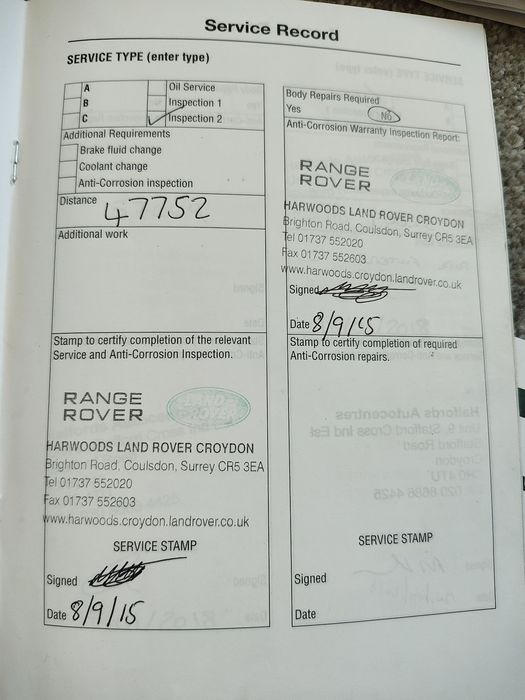 Service Record
SERVICE TYPE (enter type)
A Oil Service
B Inspection 1
C Inspection 2
Additional Requirements
Brake fluid change
Coolant change
Anti-Corrosion inspection
Distance 47752
Additional work
Stamp to certify completion of the relevant
Service and Anti-Corrosion Inspection.
RANGE
ROVER
LAND
ROVER
HARWOODS LAND ROVER CROYDON
Brighton Road, Coulsdon, Surrey CR5 3EA
Tel 01737 552020
Fax 01737 552603
www.harwoods.croydon.landrover.co.uk
SERVICE STAMP
Signed
Date 8/9/15
Body Repairs Required
Yes No
Anti-Corrosion Warranty Inspection Report:
RANGE
ROVER
HARWOODS LAND ROVER CROYDON
Brighton Road, Coulsdon, Surrey CR5 3EA
Tel 01737 552020
Fax 01737 552603
www.harwoods.croydon.landrover.co.uk
Signed
Date 8/9/15
Stamp to certify completion of required
Anti-Corrosion repairs.
SERVICE STAMP
Signed
Date